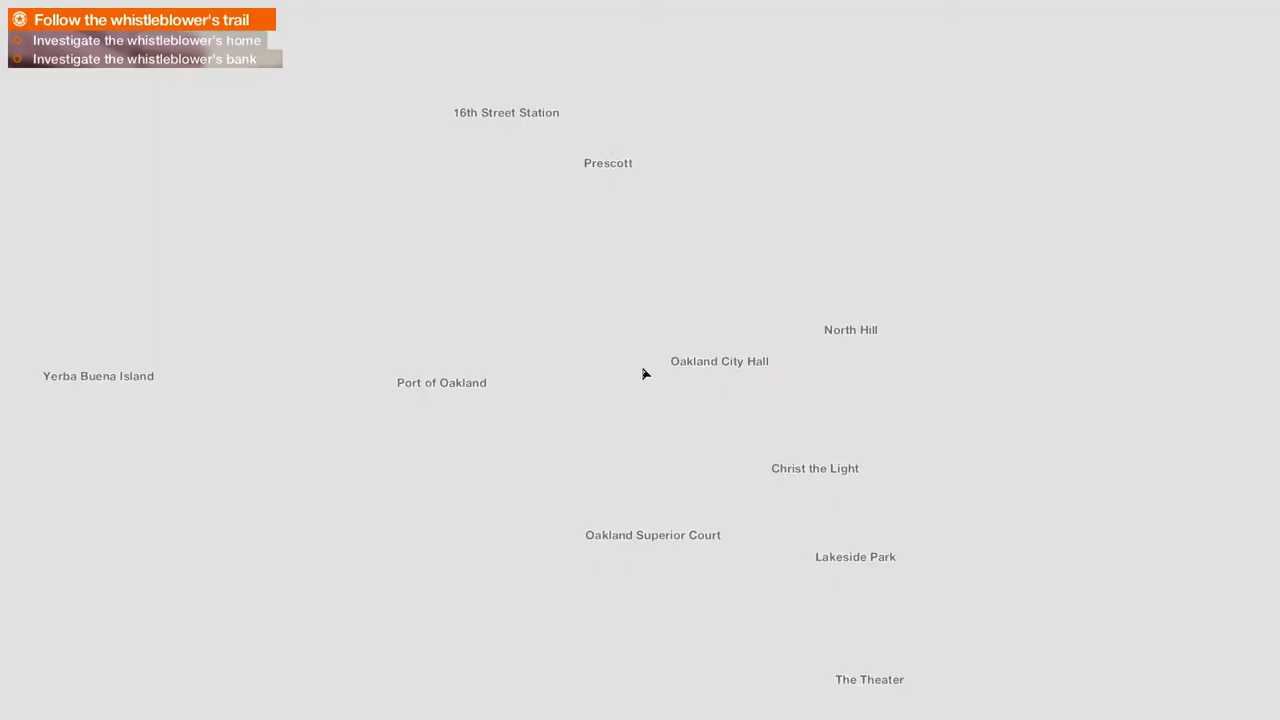 Follow the whistleblower's trail
Investigate the whistleblower's home
Investigate the whistleblower's bank
16th Street Station
Prescott
North Hill
Oakland City Hall
Yerba Buena Island
Port of Oakland
Christ the Light
Oakland Superior Court
Lakeside Park
The Theater